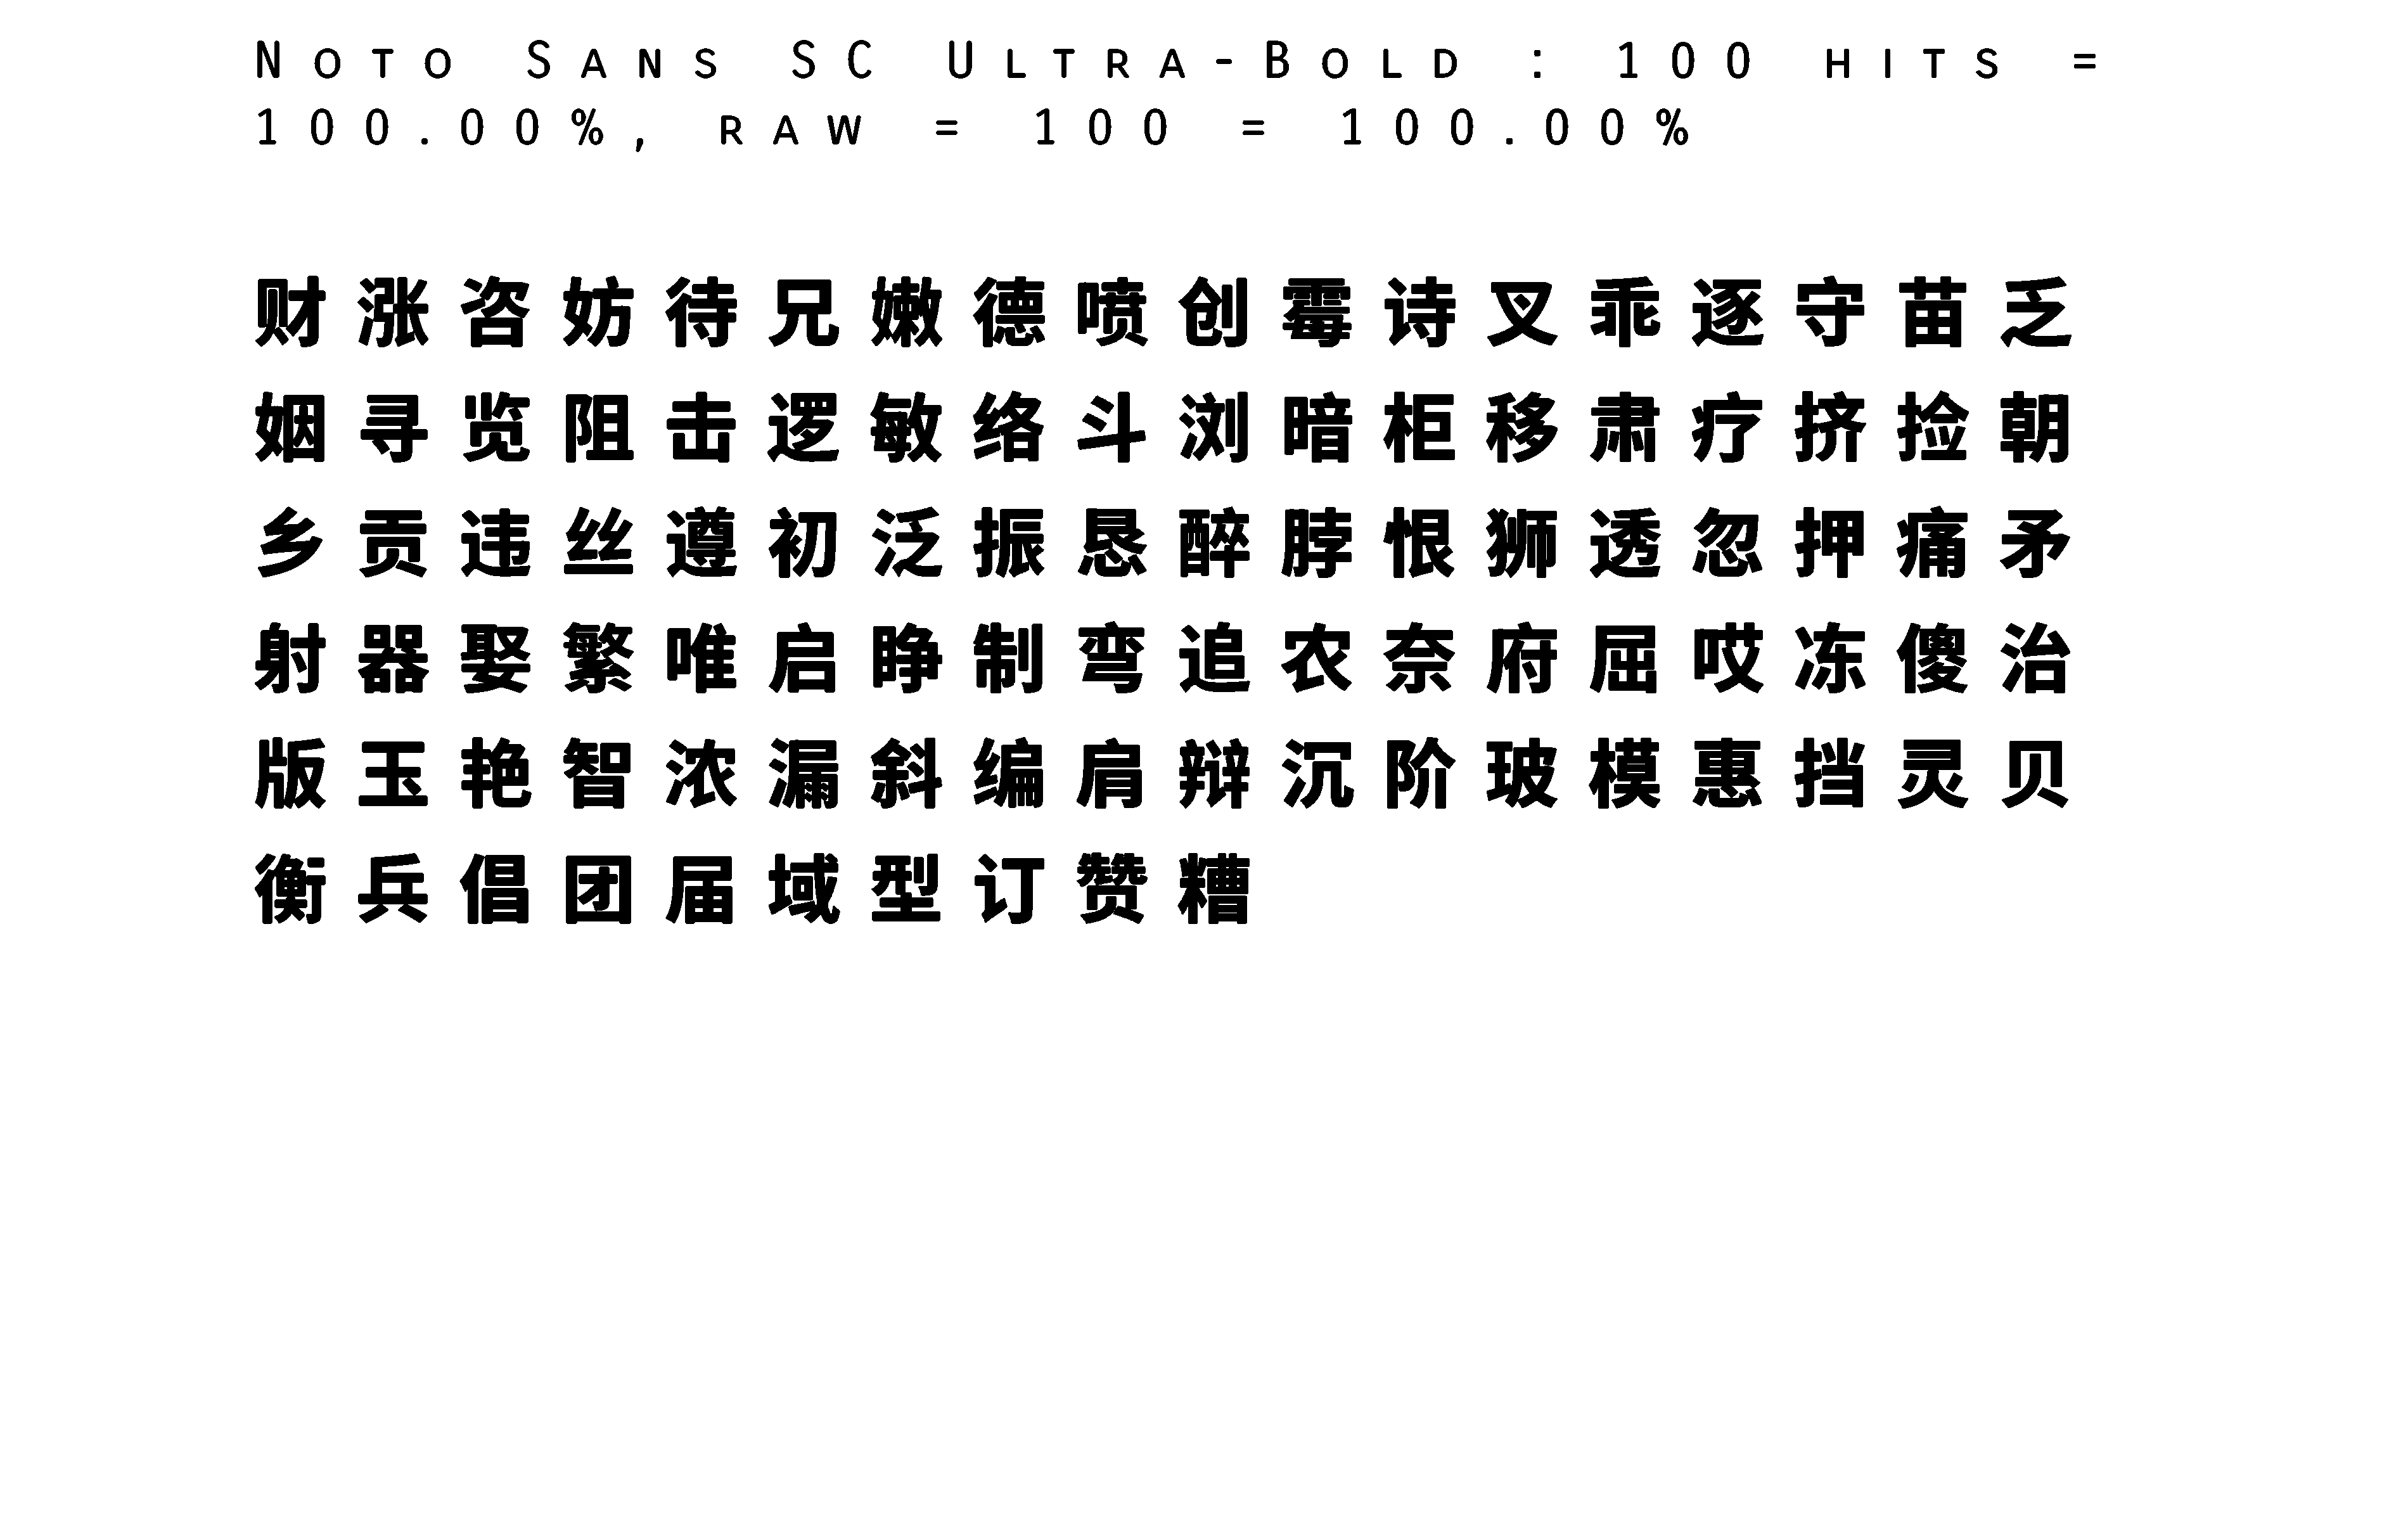 Noto Sans SC Ultra-Bold : 100 hits =
100.00%, raw = 100 = 100.00%
财涨咨妨待兄嫩德喷创霉诗叉乖逐守苗乏
姻寻览阻击逻敏络斗浏暗柜移肃疗挤捡朝
乡贡违丝遵初泛振恳醉脖恨狮透忽押痛矛
射器娶繁唯启睁制弯追农奈府屈哎冻傻治
版玉艳智浓漏斜编肩辩沉阶玻模惠挡灵贝
衡兵倡团届域型订赞糟